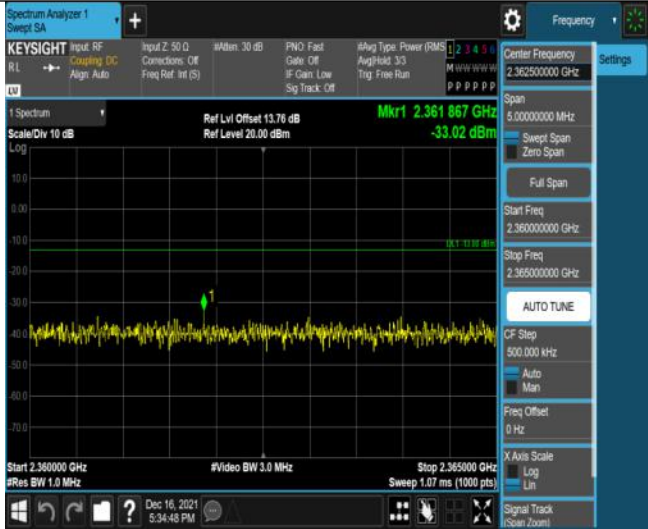 Spectrum Analyzer 1
Swept SA
+
Frequency
KEYSIGHT
RL
LV
Input: RF
Coupling: DC
Align: Auto
Input Z: 50 Ω
Corrections: Off
Freq Ref: Int (S)
#Atten: 30 dB
PNO: Fast
Gate: Off
IF Gain: Low
Sig Track: Off
#Avg Type: Power (RMS
Avg|Hold: 3/3
Trig: Free Run
1 2 3 4 5 6
M W W W W W
P P P P P P
1 Spectrum
Scale/Div 10 dB
Log
Ref Lvl Offset 13.76 dB
Ref Level 20.00 dBm
Mkr1 2.361 867 GHz
-33.02 dBm
10.0
0.00
-10.0
-20.0
-30.0
-40.0
-50.0
-60.0
-70.0
DL1 -13.00 dBm
1
Start 2.360000 GHz
#Res BW 1.0 MHz
#Video BW 3.0 MHz
Stop 2.365000 GHz
Sweep 1.07 ms (1000 pts)
Center Frequency
2.362500000 GHz
Settings
Span
5.00000000 MHz
Swept Span
Zero Span
Full Span
Start Freq
2.360000000 GHz
Stop Freq
2.365000000 GHz
AUTO TUNE
CF Step
500.000 kHz
Auto
Man
Freq Offset
0 Hz
X Axis Scale
Log
Lin
Signal Track
(Span Zoom)
?
Dec 16, 2021
5:34:48 PM